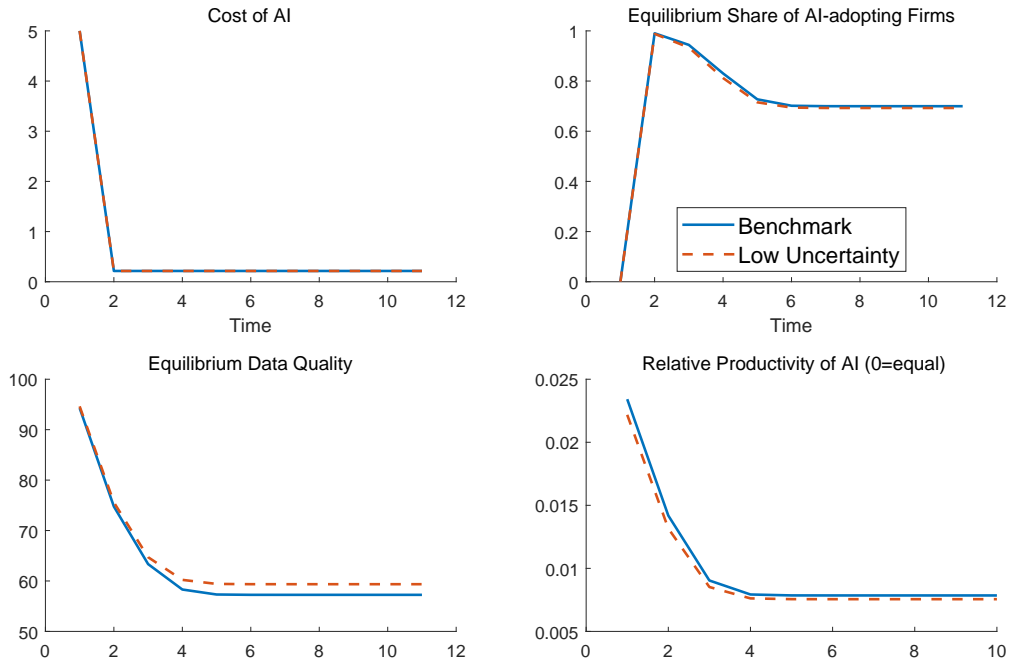 Cost of AI
5
4
3
2
1
0
0 2 4 6 8 10 12
Time
Equilibrium Share of AI-adopting Firms
1
0.8
0.6
0.4
0.2
0
Benchmark
Low Uncertainty
0 2 4 6 8 10 12
Time
Equilibrium Data Quality
100
90
80
70
60
50
0 2 4 6 8 10 12
Relative Productivity of AI (0=equal)
0.025
0.02
0.015
0.01
0.005
0 2 4 6 8 10